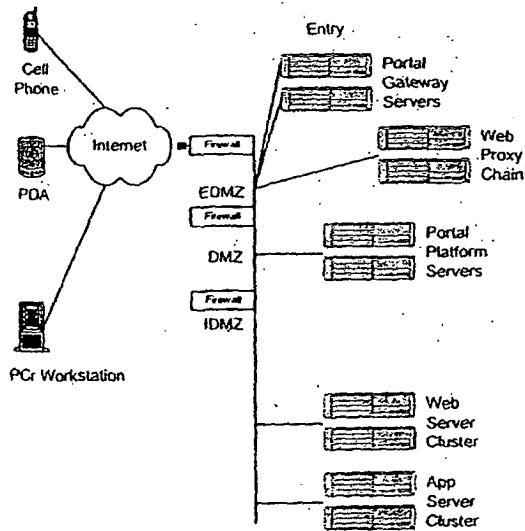 Entry
Cell
Phone
Portal
Gateway
Servers
Internet
Firewall
Web
Proxy
Chain
PDA
EDMZ
Firewall
Portal
Platform
Servers
DMZ
Firewall
IDMZ
PCr Workstation
Web
Server
Cluster
App
Server
Cluster